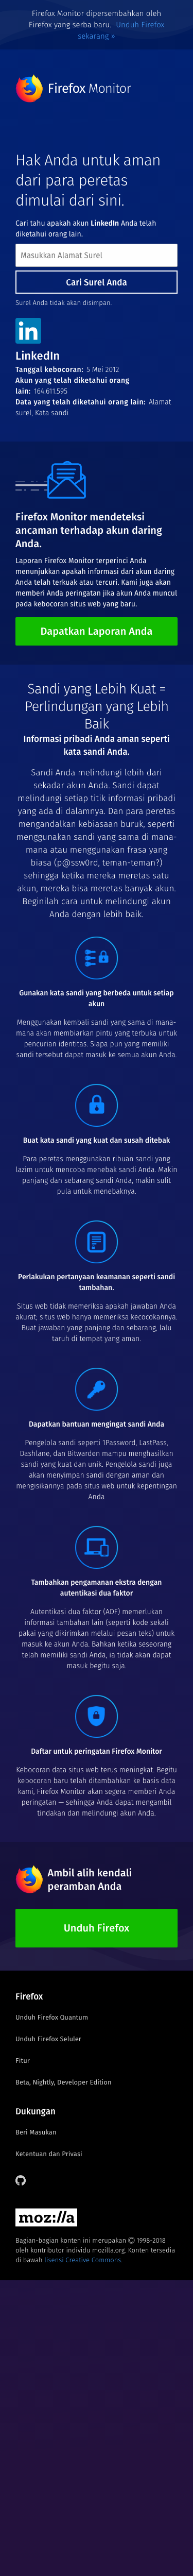 Firefox Monitor dipersembahkan oleh
Firefox yang serba baru. Unduh Firefox
sekarang »
Firefox Monitor
Hak Anda untuk aman
dari para peretas
dimulai dari sini.
Cari tahu apakah akun LinkedIn Anda telah
diketahui orang lain.
Masukkan Alamat Surel
Cari Surel Anda
Surel Anda tidak akan disimpan.
in
LinkedIn
Tanggal kebocoran: 5 Mei 2012
Akun yang telah diketahui orang
lain: 164.611.595
Data yang telah diketahui orang lain: Alamat
surel, Kata sandi
Firefox Monitor mendeteksi
ancaman terhadap akun daring
Anda.
Laporan Firefox Monitor terperinci Anda
menunjukkan apakah informasi dari akun daring
Anda telah terkuak atau tercuri. Kami juga akan
memberi Anda peringatan jika akun Anda muncul
pada kebocoran situs web yang baru.
Dapatkan Laporan Anda
Sandi yang Lebih Kuat =
Perlindungan yang Lebih
Baik
Informasi pribadi Anda aman seperti
kata sandi Anda.
Sandi Anda melindungi lebih dari
sekadar akun Anda. Sandi dapat
melindungi setiap titik informasi pribadi
yang ada di dalamnya. Dan para peretas
mengandalkan kebiasaan buruk, seperti
menggunakan sandi yang sama di mana-
mana atau menggunakan frasa yang
biasa (p@ssw0rd, teman-teman?)
sehingga ketika mereka meretas satu
akun, mereka bisa meretas banyak akun.
Beginilah cara untuk melindungi akun
Anda dengan lebih baik.
Gunakan kata sandi yang berbeda untuk setiap
akun
Menggunakan kembali sandi yang sama di mana-
mana akan membiarkan pintu yang terbuka untuk
pencurian identitas. Siapa pun yang memiliki
sandi tersebut dapat masuk ke semua akun Anda.
Buat kata sandi yang kuat dan susah ditebak
Para peretas menggunakan ribuan sandi yang
lazim untuk mencoba menebak sandi Anda. Makin
panjang dan sebarang sandi Anda, makin sulit
pula untuk menebaknya.
Perlakukan pertanyaan keamanan seperti sandi
tambahan.
Situs web tidak memeriksa apakah jawaban Anda
akurat; situs web hanya memeriksa kecocokannya.
Buat jawaban yang panjang dan sebarang, lalu
taruh di tempat yang aman.
Dapatkan bantuan mengingat sandi Anda
Pengelola sandi seperti 1Password, LastPass,
Dashlane, dan Bitwarden mampu menghasilkan
sandi yang kuat dan unik. Pengelola sandi juga
akan menyimpan sandi dengan aman dan
mengisikannya pada situs web untuk kepentingan
Anda
Tambahkan pengamanan ekstra dengan
autentikasi dua faktor
Autentikasi dua faktor (ADF) memerlukan
informasi tambahan lain (seperti kode sekali
pakai yang dikirimkan melalui pesan teks) untuk
masuk ke akun Anda. Bahkan ketika seseorang
telah memiliki sandi Anda, ia tidak akan dapat
masuk begitu saja.
Daftar untuk peringatan Firefox Monitor
Kebocoran data situs web terus meningkat. Begitu
kebocoran baru telah ditambahkan ke basis data
kami, Firefox Monitor akan segera memberi Anda
peringatan — sehingga Anda dapat mengambil
tindakan dan melindungi akun Anda.
Ambil alih kendali
peramban Anda
Unduh Firefox
Firefox
Unduh Firefox Quantum
Unduh Firefox Seluler
Fitur
Beta, Nightly, Developer Edition
Dukungan
Beri Masukan
Ketentuan dan Privasi
moz://a
Bagian-bagian konten ini merupakan © 1998-2018
oleh kontributor individu mozilla.org. Konten tersedia
di bawah lisensi Creative Commons.